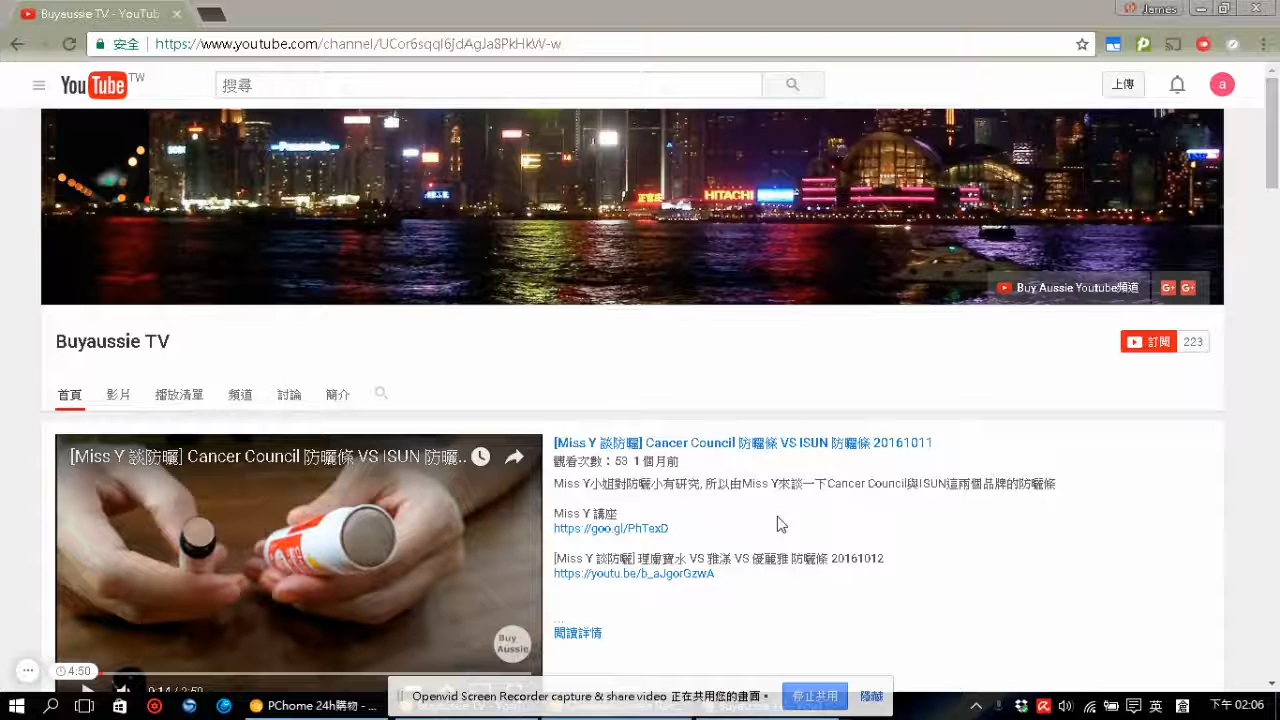 Buyaussie TV - YouTub
James
安全
https://www.youtube.com/channel/UCor6sqqI6jdAgJa8PkHkW-w
YouTube TW
搜尋
上傳
a
Panasonic
HITACHI
Buy Aussie Youtube頻道
G+ G+
Buyaussie TV
訂閱 223
首頁 影片 播放清單 頻道 討論 簡介
[Miss Y 談防曬] Cancer Council 防曬條 VS ISUN 防曬..
[Miss Y 談防曬] Cancer Council 防曬條 VS ISUN 防曬條 20161011
觀看次數：53 1 個月前
Miss Y小姐對防曬小有研究, 所以由Miss Y來談一下Cancer Council與ISUN這兩個品牌的防曬條
Miss Y 講座
https://goo.gl/PhTexD
[Miss Y 談防曬] 理膚寶水 VS 雅漾 VS 優麗雅 防曬條 20161012
https://youtu.be/b_aJgorGzwA
...
閱讀詳情
Buy Aussie
4:50
0:14 / 2:50
Openvid Screen Recorder capture & share video 正在共用您的畫面。
停止共用
隱藏
PChome 24h購物 - ...
英
下午 02:06